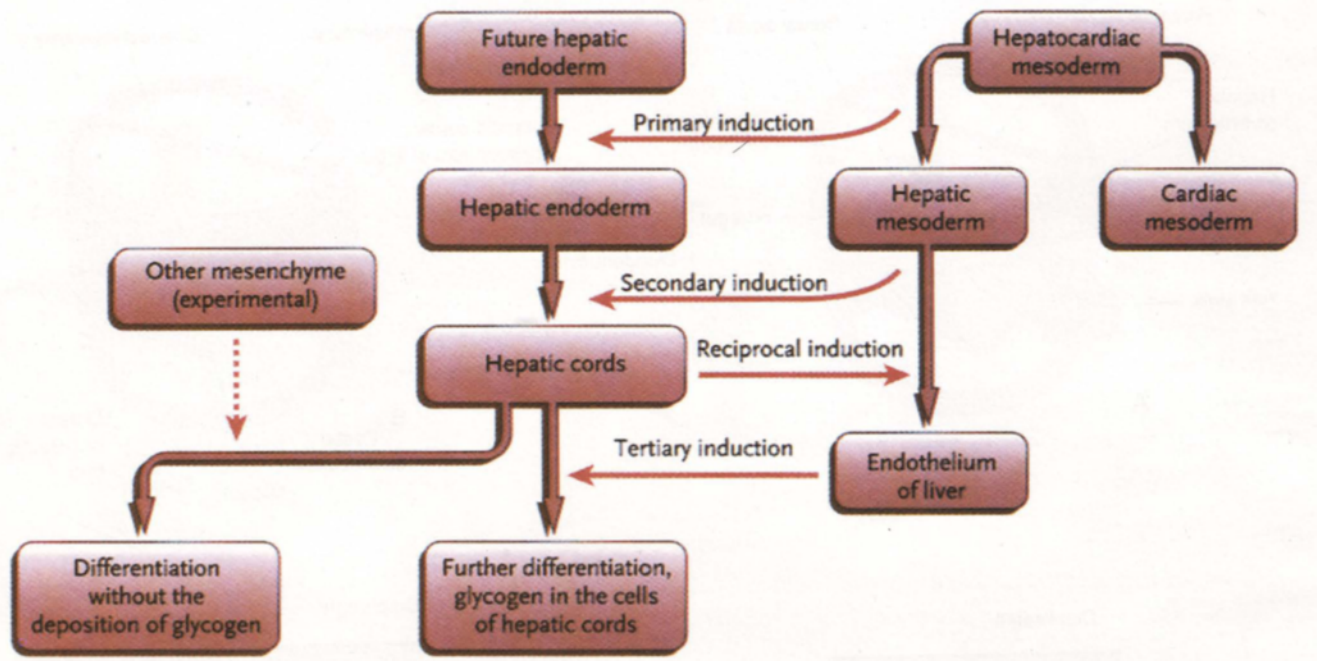 Future hepatic
endoderm
Hepatocardiac
mesoderm
Primary induction
Hepatic endoderm
Hepatic
mesoderm
Cardiac
mesoderm
Other mesenchyme
(experimental)
Secondary induction
Hepatic cords
Reciprocal induction
Tertiary induction
Endothelium
of liver
Differentiation
without the
deposition of glycogen
Further differentiation,
glycogen in the cells
of hepatic cords